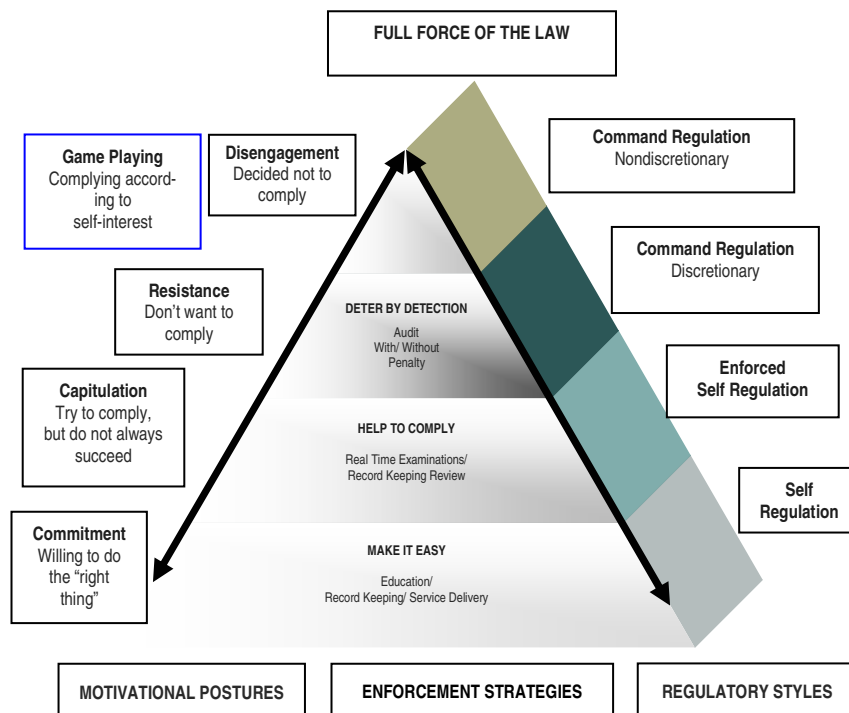 FULL FORCE OF THE LAW
Game Playing
Complying accord-
ing to
self-interest
Disengagement
Decided not to
comply
Command Regulation
Nondiscretionary
Command Regulation
Discretionary
Resistance
Don't want to
comply
DETER BY DETECTION
Audit
With/ Without
Penalty
Enforced
Self Regulation
Capitulation
Try to comply,
but do not always
succeed
HELP TO COMPLY
Real Time Examinations/
Record Keeping Review
Self
Regulation
Commitment
Willing to do
the “right
thing”
MAKE IT EASY
Education/
Record Keeping/ Service Delivery
MOTIVATIONAL POSTURES
ENFORCEMENT STRATEGIES
REGULATORY STYLES